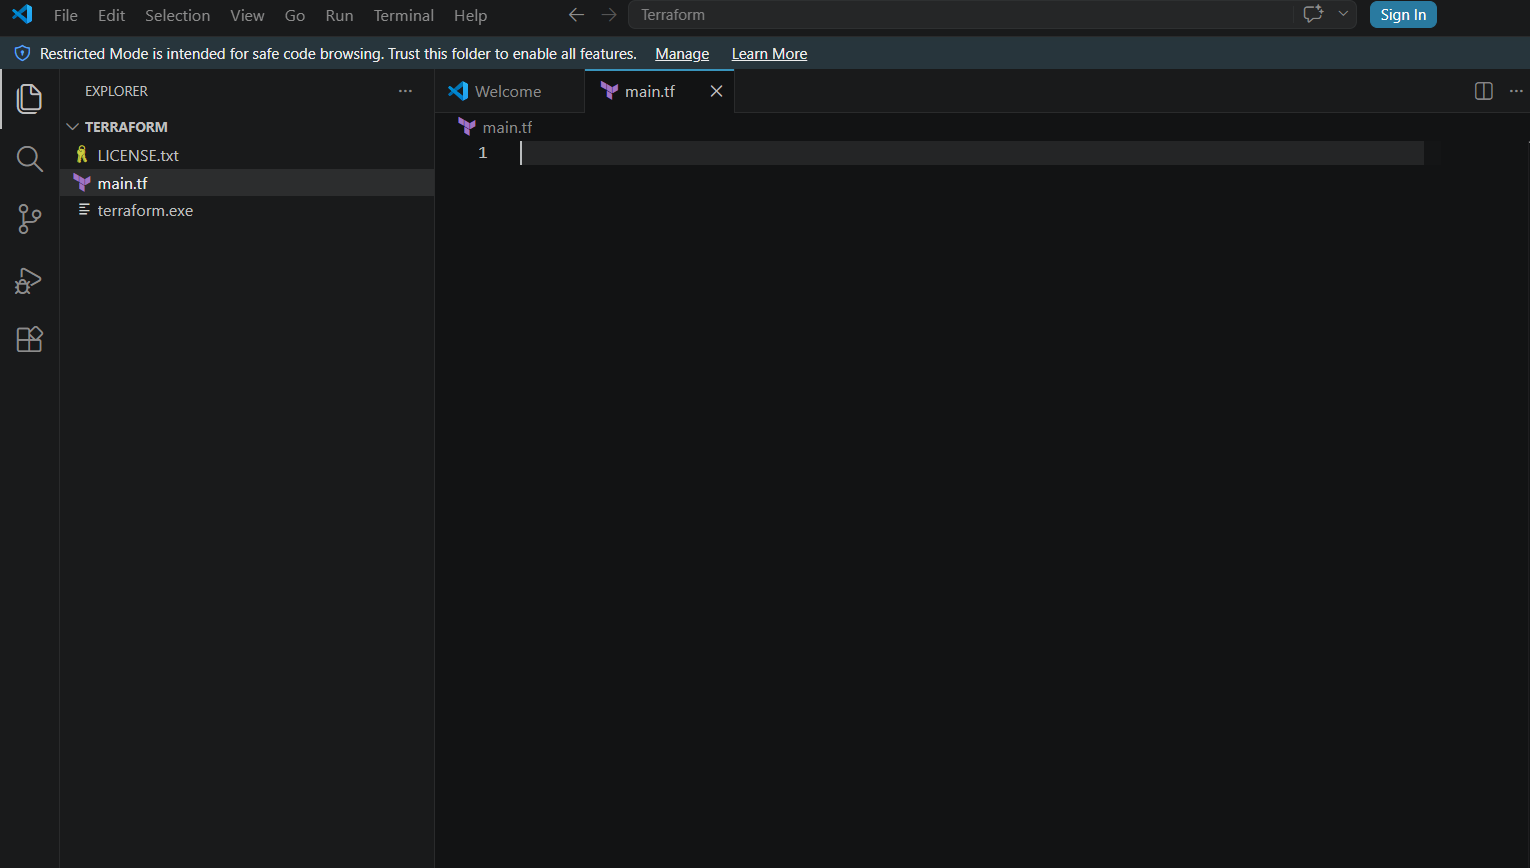 File Edit Selection View Go Run Terminal Help Terraform Sign In
Restricted Mode is intended for safe code browsing. Trust this folder to enable all features. Manage Learn More
EXPLORER
Welcome main.tf
TERRAFORM
main.tf
LICENSE.txt
1
main.tf
terraform.exe